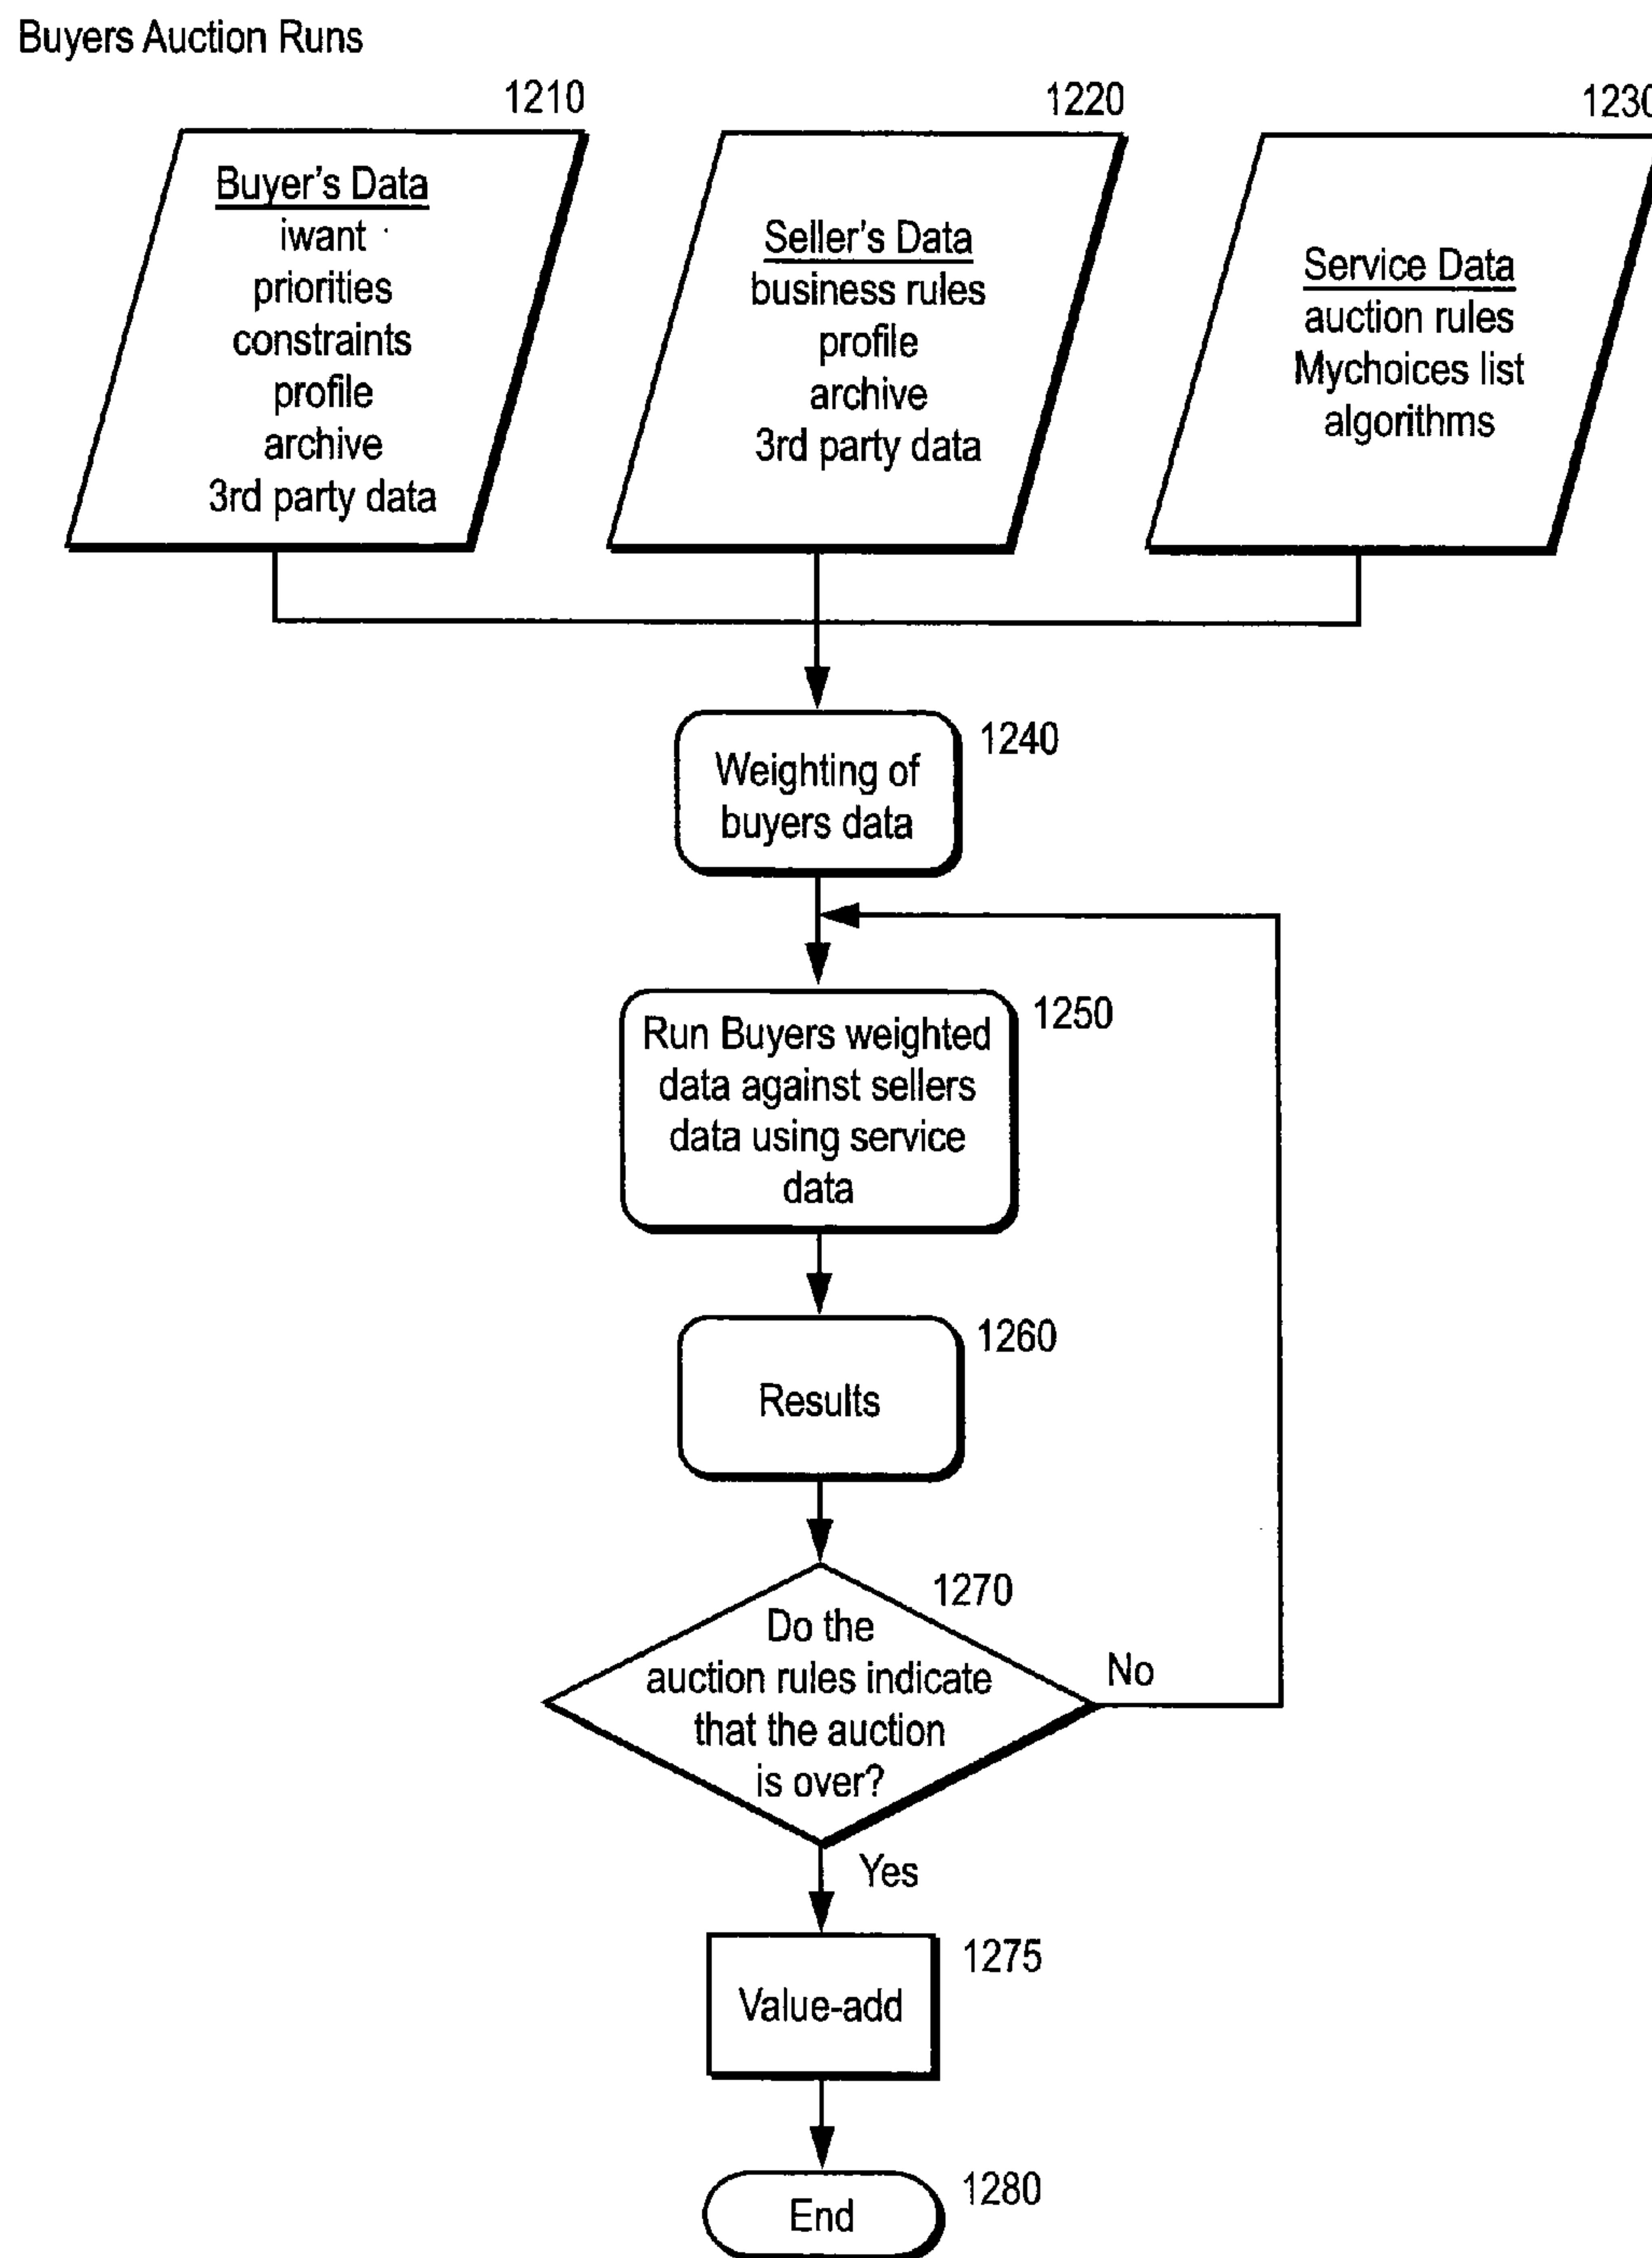 Buyers Auction Runs
1210
Buyer's Data
iwant
priorities
constraints
profile
archive
3rd party data
1220
Seller's Data
business rules
profile
archive
3rd party data
1230
Service Data
auction rules
Mychoices list
algorithms
1240
Weighting of
buyers data
1250
Run Buyers weighted
data against sellers
data using service
data
1260
Results
1270
Do the
auction rules indicate
that the auction
is over?
No
Yes
1275
Value-add
1280
End